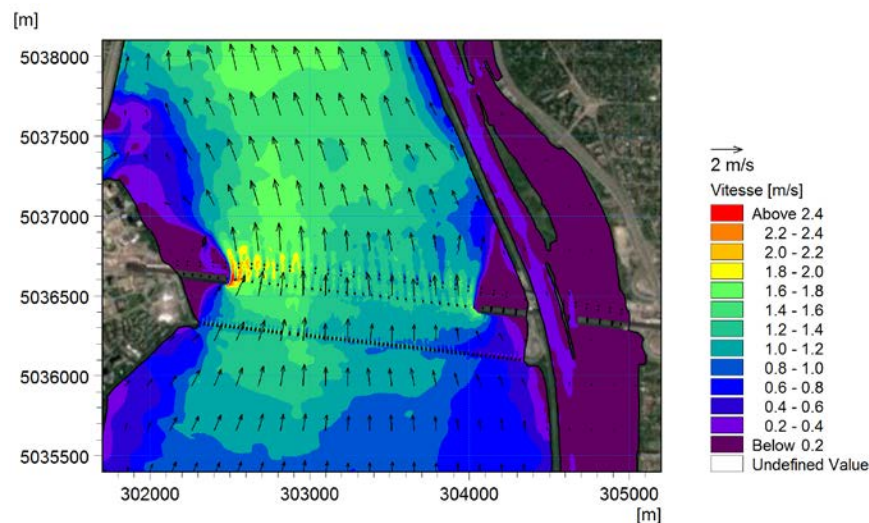 [m]
5038000
5037500
5037000
5036500
5036000
5035500
302000 303000 304000 305000
[m]
2 m/s
Vitesse [m/s]
Above 2.4
2.2 - 2.4
2.0 - 2.2
1.8 - 2.0
1.6 - 1.8
1.4 - 1.6
1.2 - 1.4
1.0 - 1.2
0.8 - 1.0
0.6 - 0.8
0.4 - 0.6
0.2 - 0.4
Below 0.2
Undefined Value